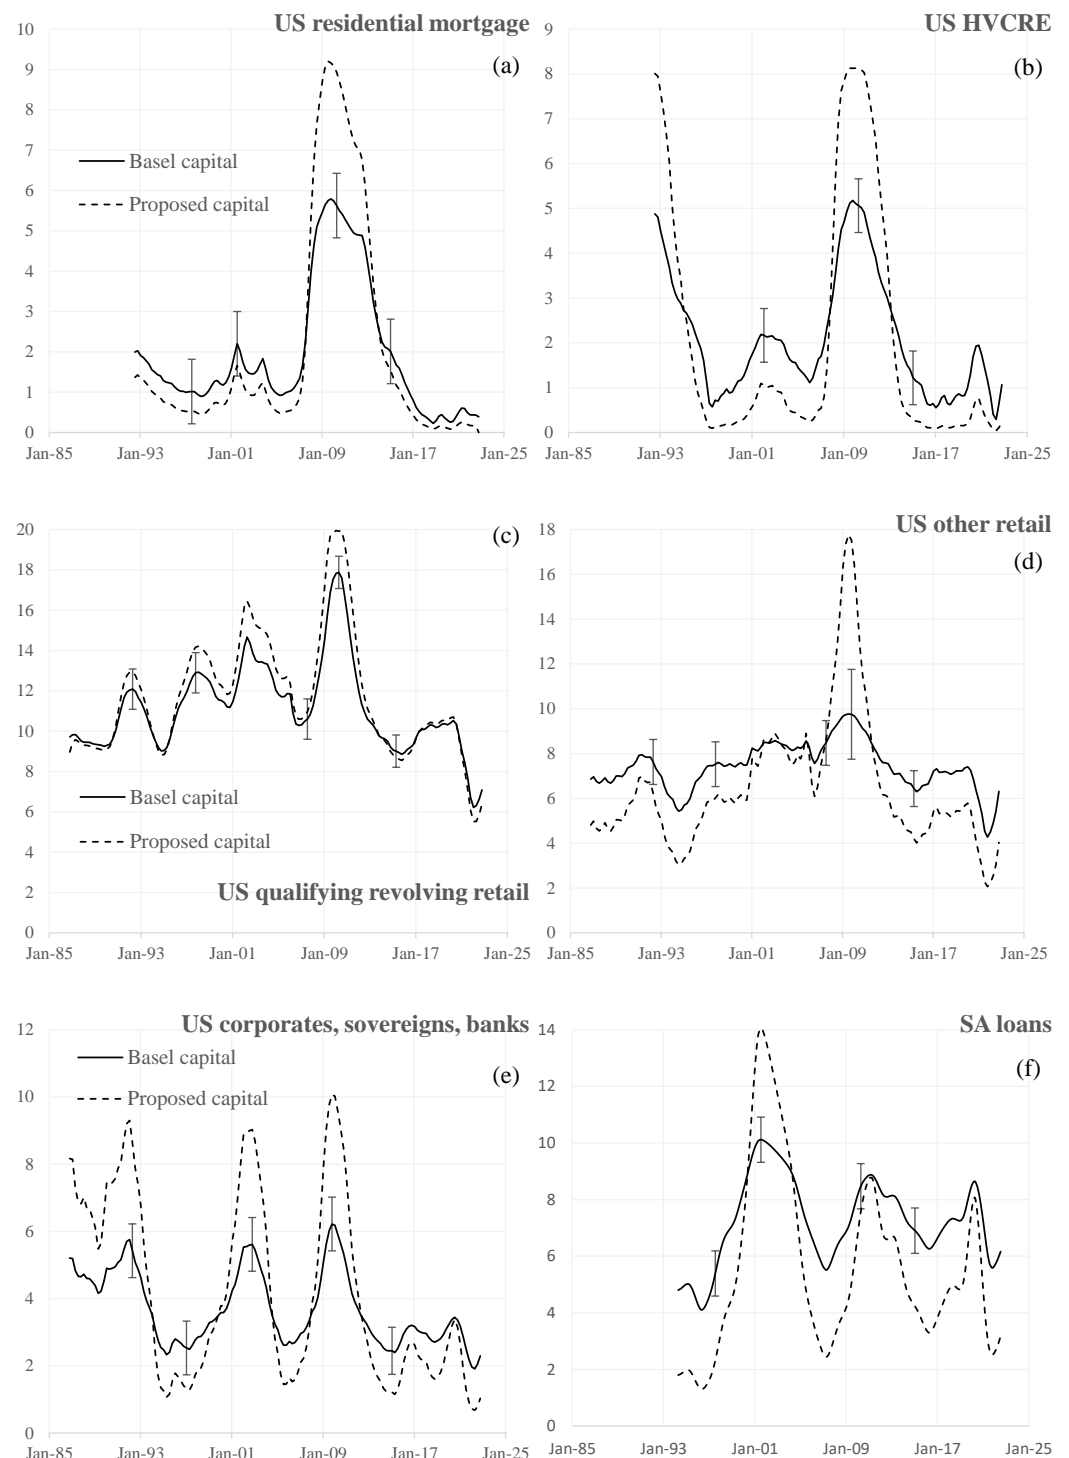 US residential mortgage
(a)
10
9
8
7
6
5
4
3
2
1
0
Basel capital
Proposed capital
Jan-85 Jan-93 Jan-01 Jan-09 Jan-17 Jan-25
US HVCRE
(b)
9
8
7
6
5
4
3
2
1
0
Jan-85 Jan-93 Jan-01 Jan-09 Jan-17 Jan-25
(c)
20
18
16
14
12
10
8
6
4
2
0
Basel capital
Proposed capital
US qualifying revolving retail
Jan-85 Jan-93 Jan-01 Jan-09 Jan-17 Jan-25
US other retail
(d)
18
16
14
12
10
8
6
4
2
0
Jan-85 Jan-93 Jan-01 Jan-09 Jan-17 Jan-25
US corporates, sovereigns, banks
(e)
12
10
8
6
4
2
0
Basel capital
Proposed capital
Jan-85 Jan-93 Jan-01 Jan-09 Jan-17 Jan-25
SA loans
(f)
14
12
10
8
6
4
2
0
Jan-85 Jan-93 Jan-01 Jan-09 Jan-17 Jan-25